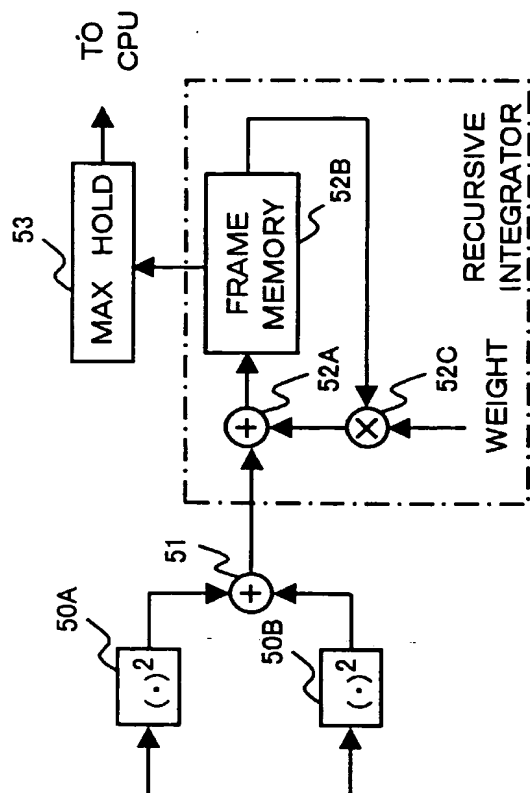 50A
(·)²
50B
(·)²
51
+
52A
+
52C
×
WEIGHT
FRAME
MEMORY
52B
RECURSIVE
INTEGRATOR
53
MAX HOLD
TO
CPU